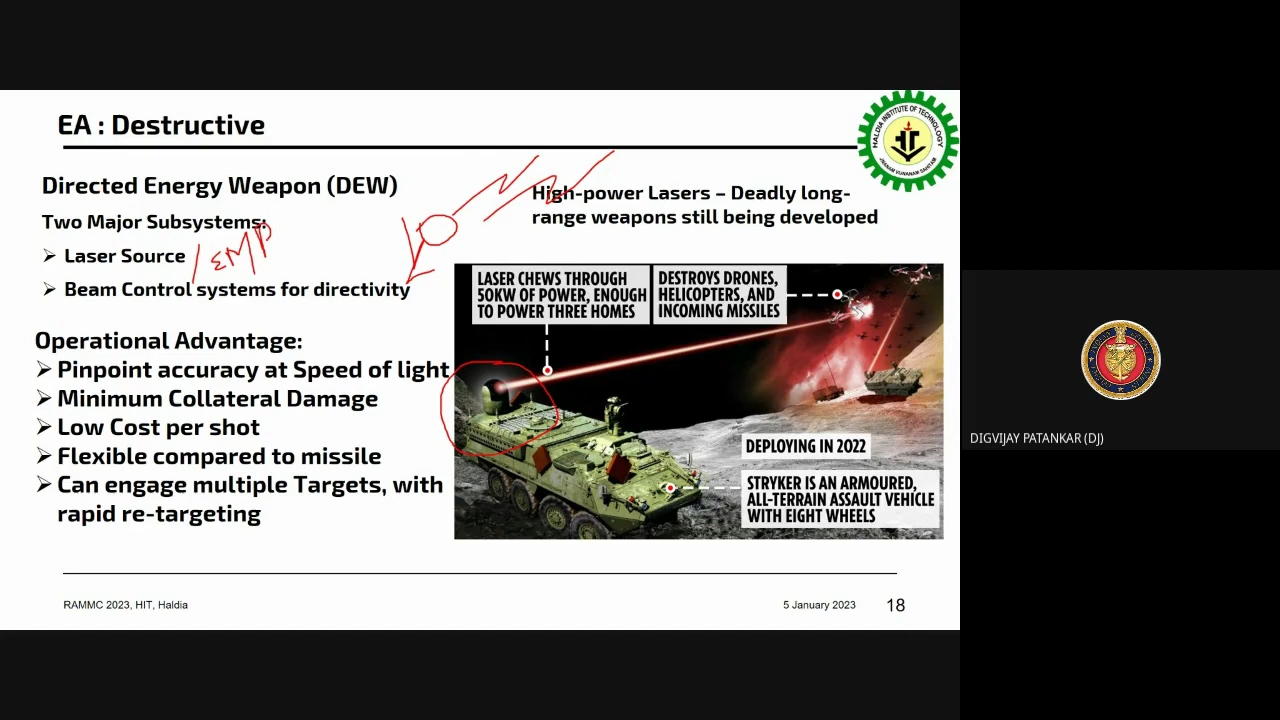 EA : Destructive
HALDIA INSTITUTE OF TECHNOLOGY
Directed Energy Weapon (DEW)
Two Major Subsystems:
➢ Laser Source / EMP
➢ Beam Control systems for directivity
High-power Lasers – Deadly long-
range weapons still being developed
Operational Advantage:
➢ Pinpoint accuracy at Speed of light
➢ Minimum Collateral Damage
➢ Low Cost per shot
➢ Flexible compared to missile
➢ Can engage multiple Targets, with
rapid re-targeting
LASER CHEWS THROUGH
50KW OF POWER, ENOUGH
TO POWER THREE HOMES
DESTROYS DRONES,
HELICOPTERS, AND
INCOMING MISSILES
DEPLOYING IN 2022
STRYKER IS AN ARMOURED,
ALL-TERRAIN ASSAULT VEHICLE
WITH EIGHT WHEELS
RAMMC 2023, HIT, Haldia
5 January 2023
18
DIGVIJAY PATANKAR (DJ)